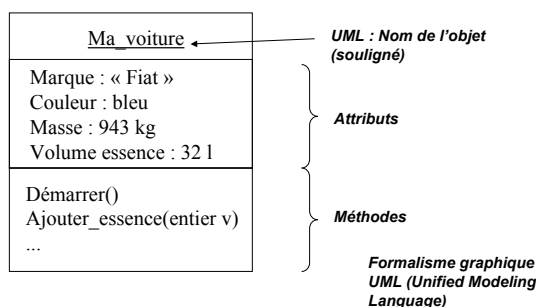 Ma_voiture
UML : Nom de l'objet
(souligné)
Marque : « Fiat »
Couleur : bleu
Masse : 943 kg
Volume essence : 32 l
Attributs
Démarrer()
Ajouter_essence(entier v)
...
Méthodes
Formalisme graphique
UML (Unified Modeling
Language)